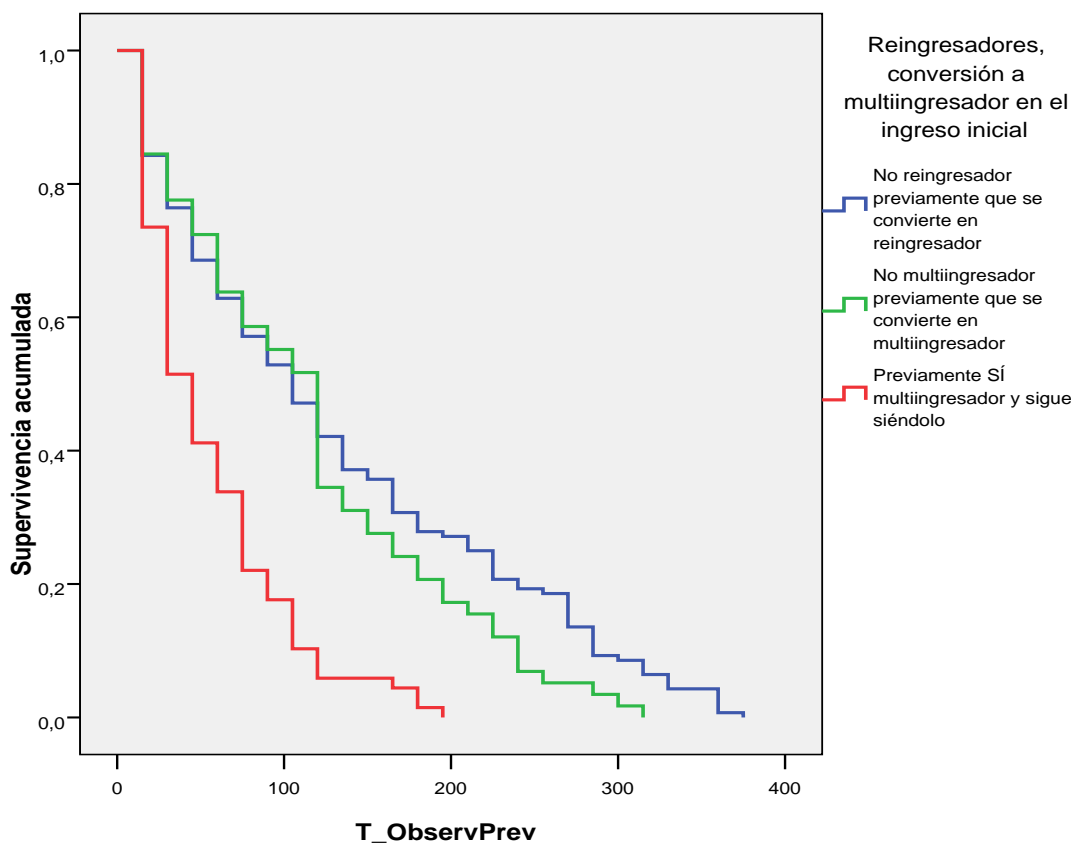 Reingresadores,
conversión a
multiingresador en el
ingreso inicial
No reingresador
previamente que se
convierte en
reingresador
No multiingresador
previamente que se
convierte en
multiingresador
Previamente SÍ
multiingresador y sigue
siéndolo
Supervivencia acumulada
1,0
0,8
0,6
0,4
0,2
0,0
0
100
200
300
400
T_ObservPrev